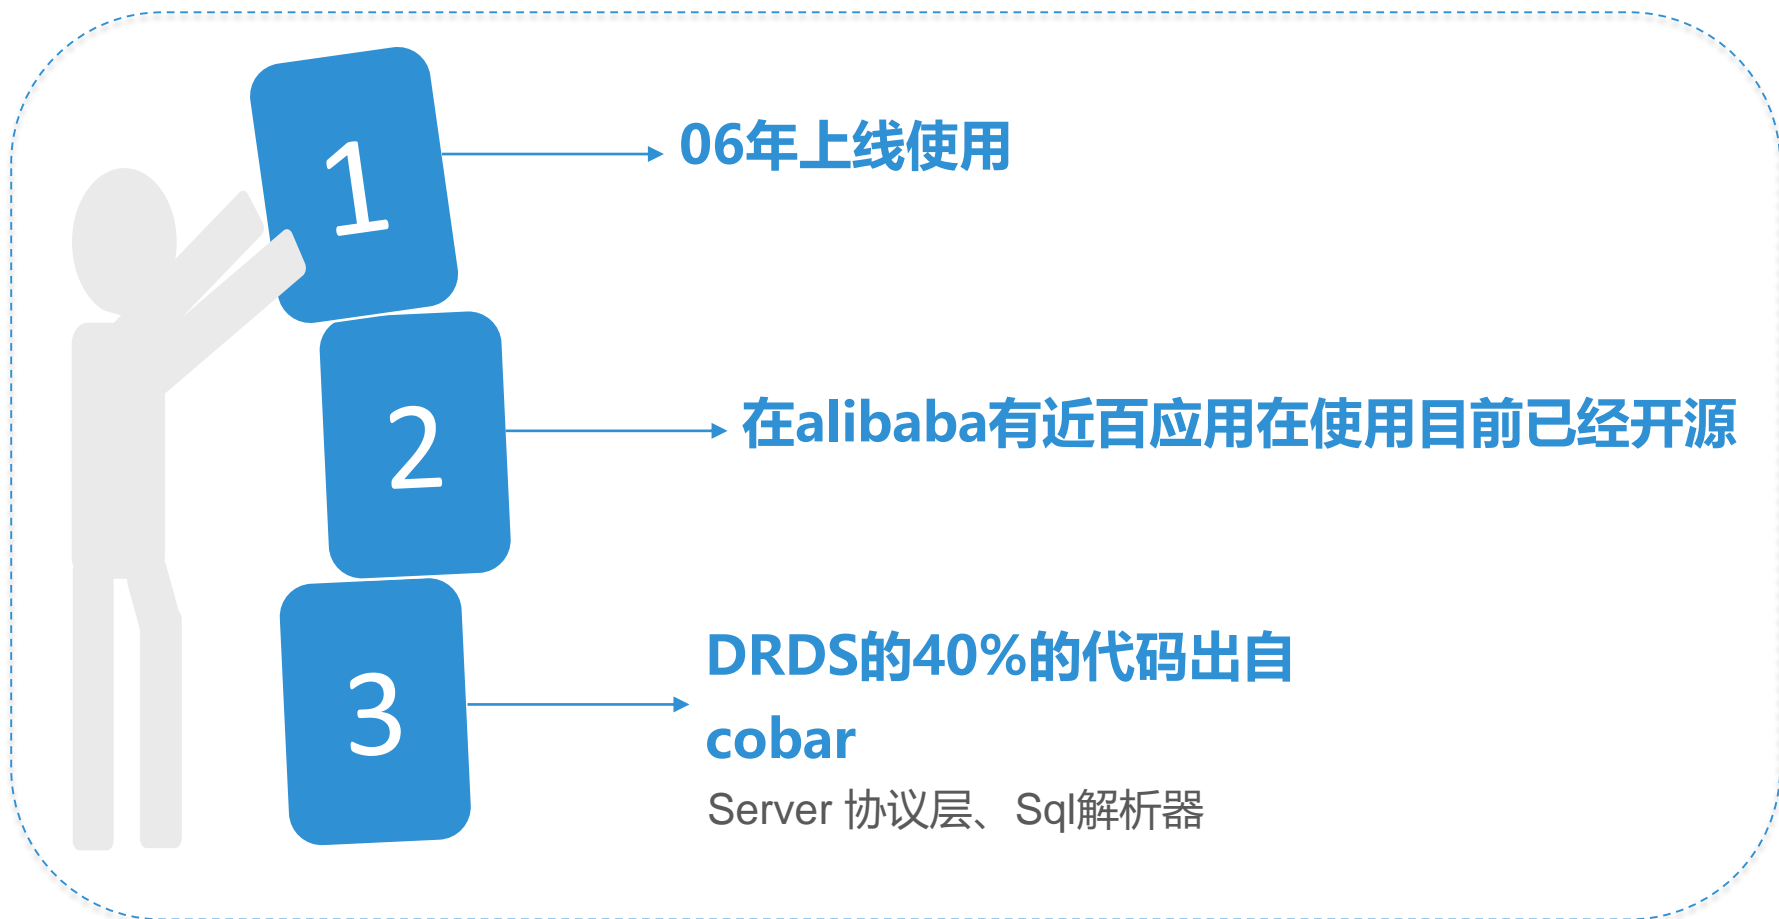 1
06年上线使用
2
在alibaba有近百应用在使用目前已经开源
3
DRDS的40%的代码出自
cobar
Server 协议层、Sql解析器